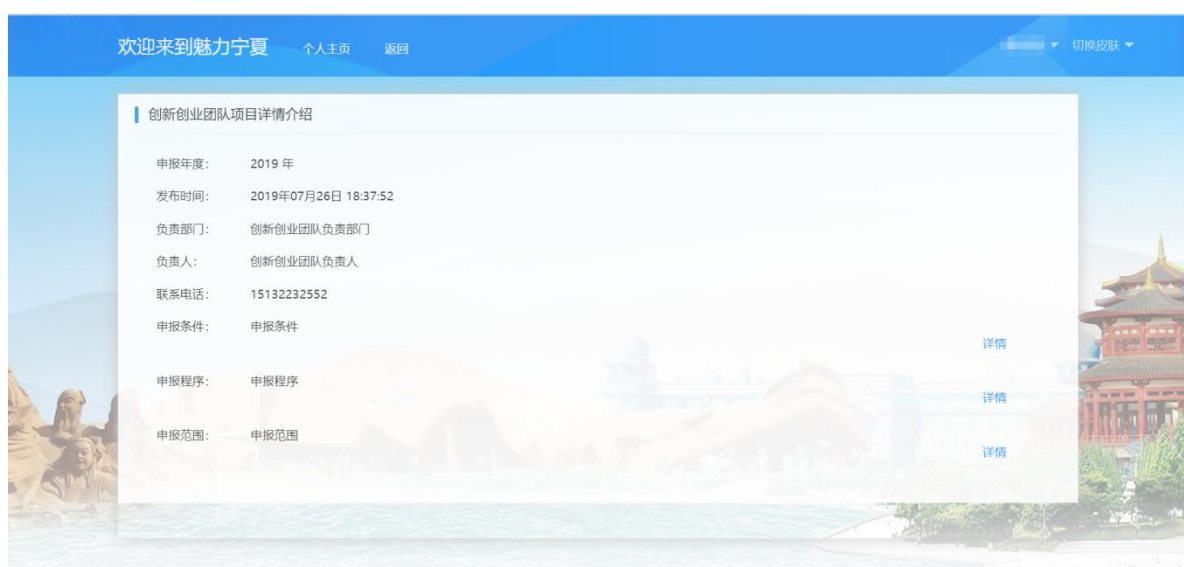 欢迎来到魅力宁夏 个人主页 返回 切换皮肤
创新创业团队项目详情介绍
申报年度： 2019 年
发布时间： 2019年07月26日 18:37:52
负责部门： 创新创业团队负责部门
负责人： 创新创业团队负责人
联系电话： 15132232552
申报条件： 申报条件
详情
申报程序： 申报程序
详情
申报范围： 申报范围
详情